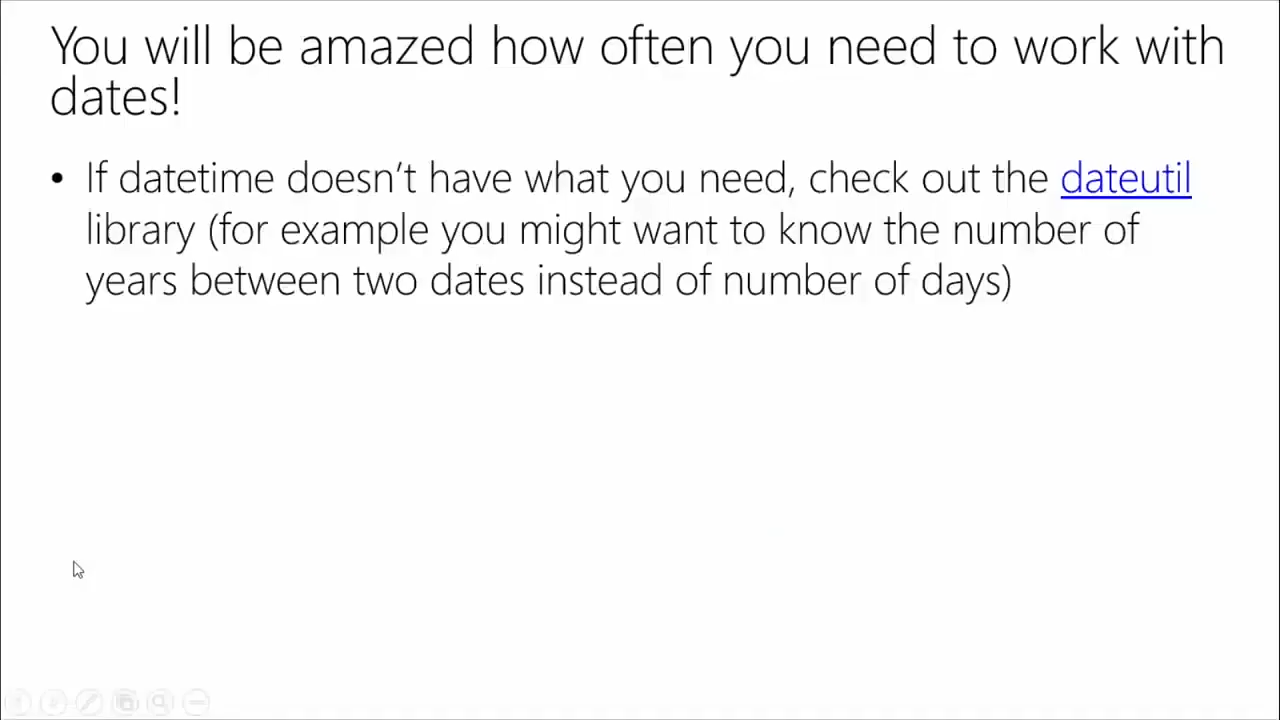 You will be amazed how often you need to work with
dates!
• If datetime doesn’t have what you need, check out the dateutil
library (for example you might want to know the number of
years between two dates instead of number of days)